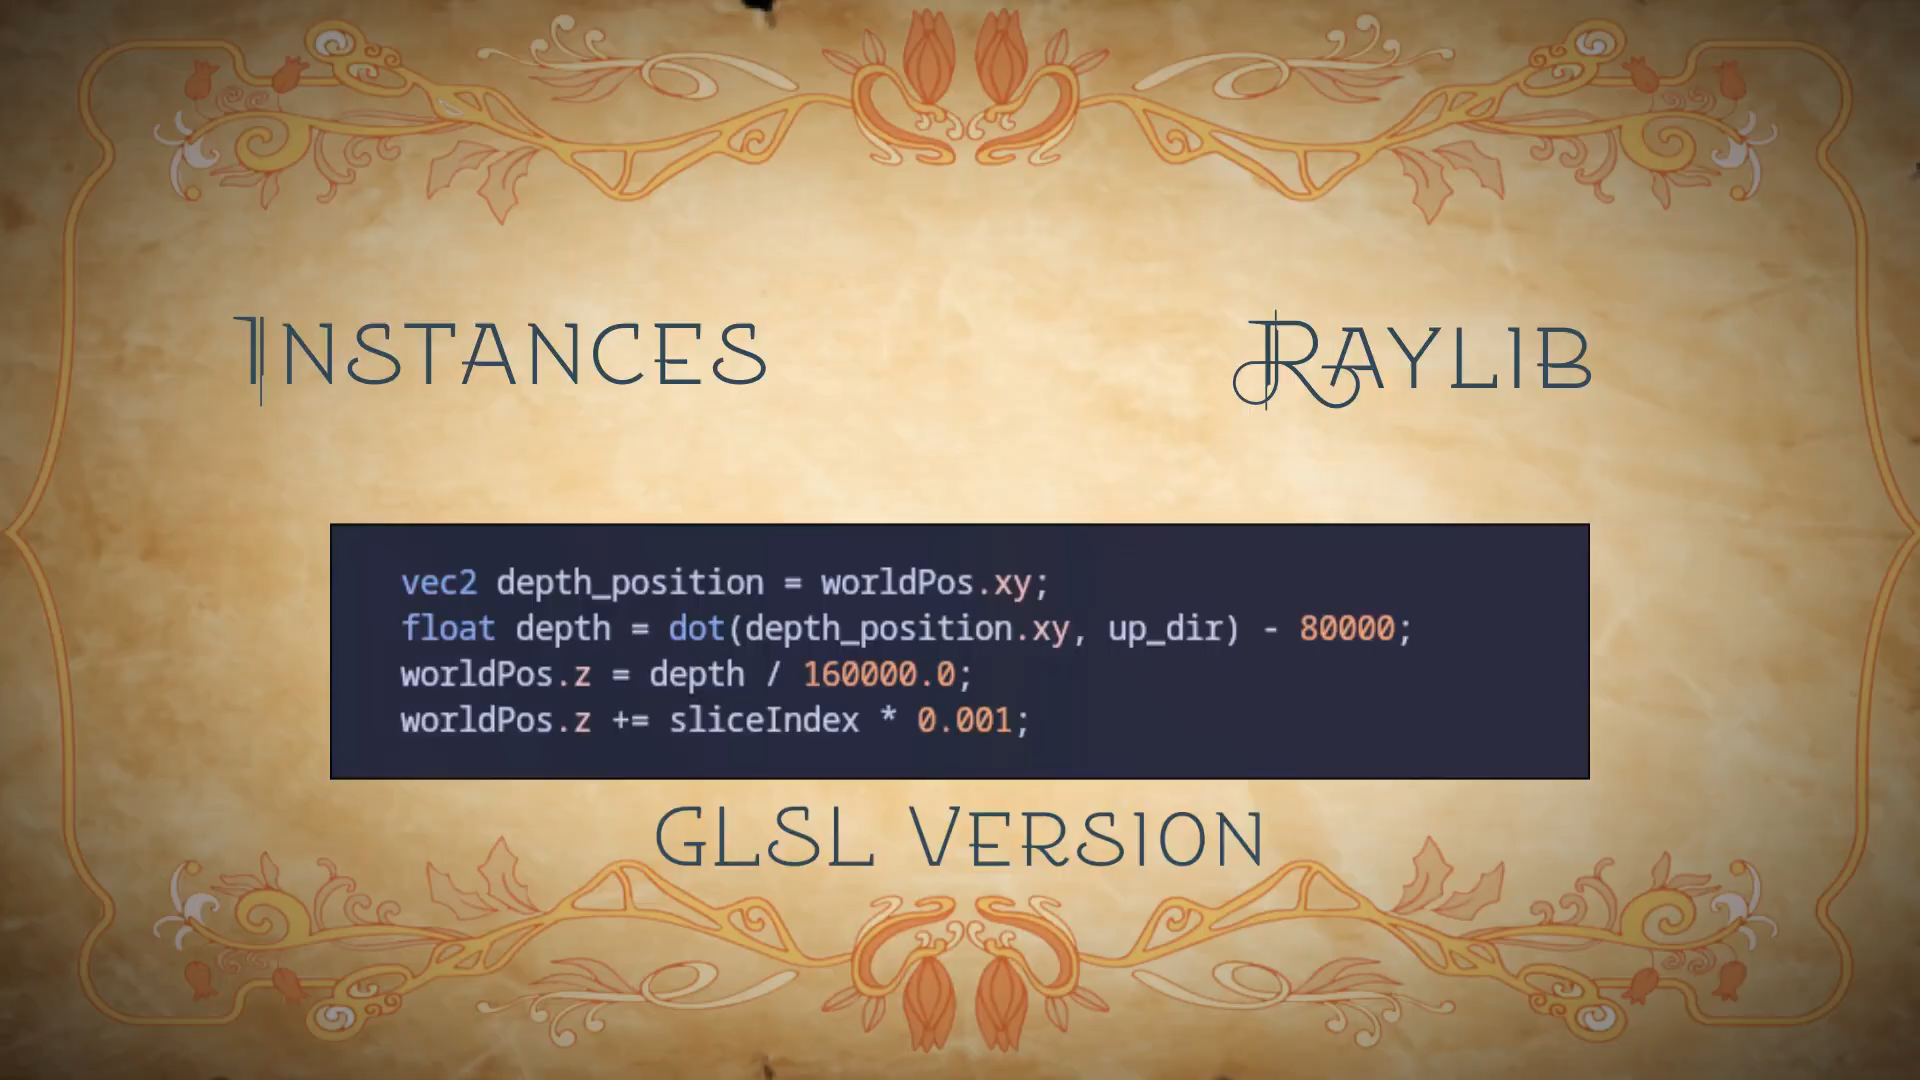 Instances
Raylib
vec2 depth_position = worldPos.xy;
float depth = dot(depth_position.xy, up_dir) - 80000;
worldPos.z = depth / 160000.0;
worldPos.z += sliceIndex * 0.001;
GLSL Version